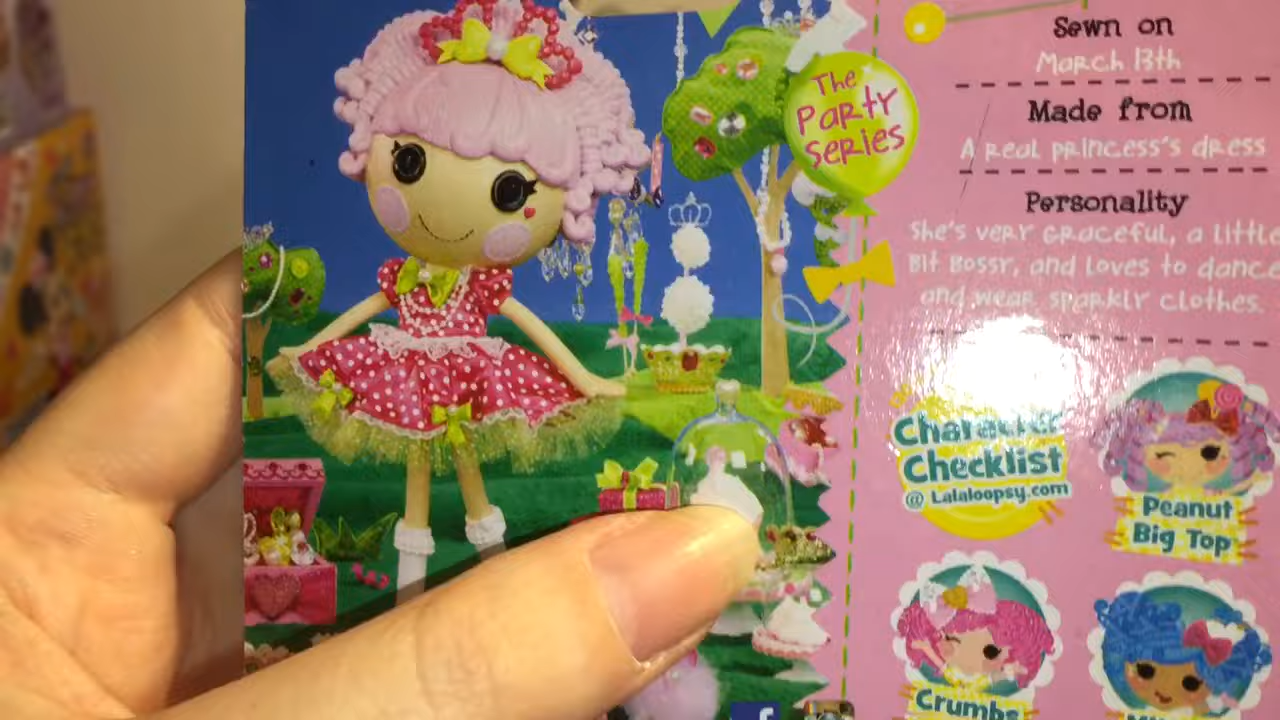 The
Party
Series
Sewn on
March 13th
Made from
A real princess's dress
Personality
She's very graceful, a little
bit bossy, and loves to dance
and wear sparkly clothes.
Character
Checklist
@ Lalaloopsy.com
Peanut
Big Top
Crumbs
f